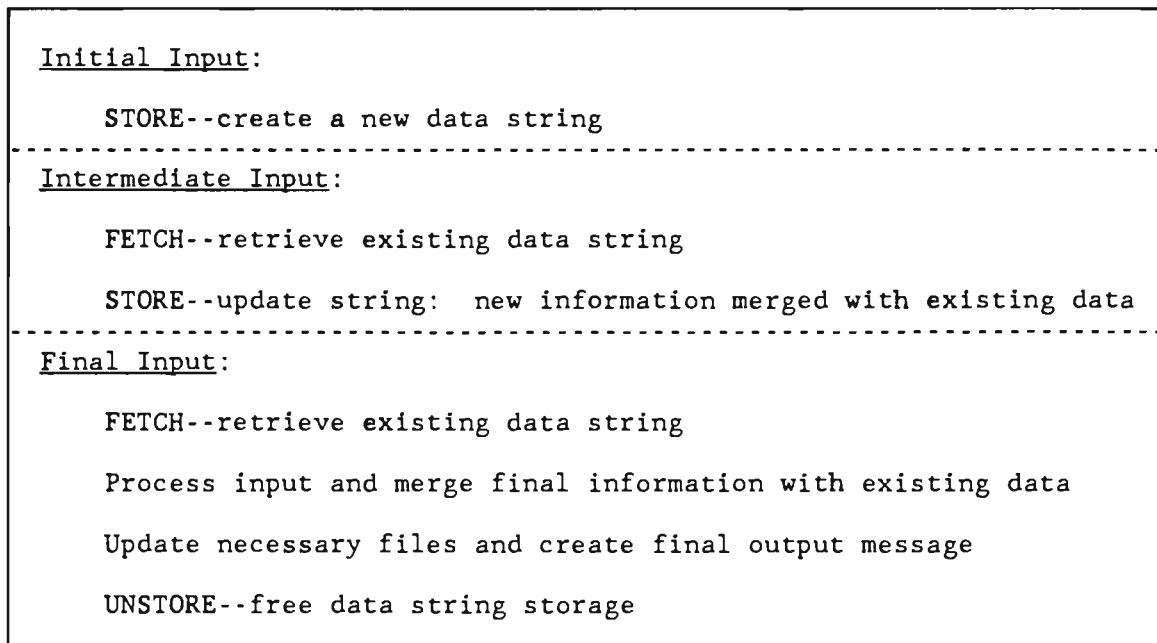 Initial Input:
STORE--create a new data string
Intermediate Input:
FETCH--retrieve existing data string
STORE--update string:  new information merged with existing data
Final Input:
FETCH--retrieve existing data string
Process input and merge final information with existing data
Update necessary files and create final output message
UNSTORE--free data string storage